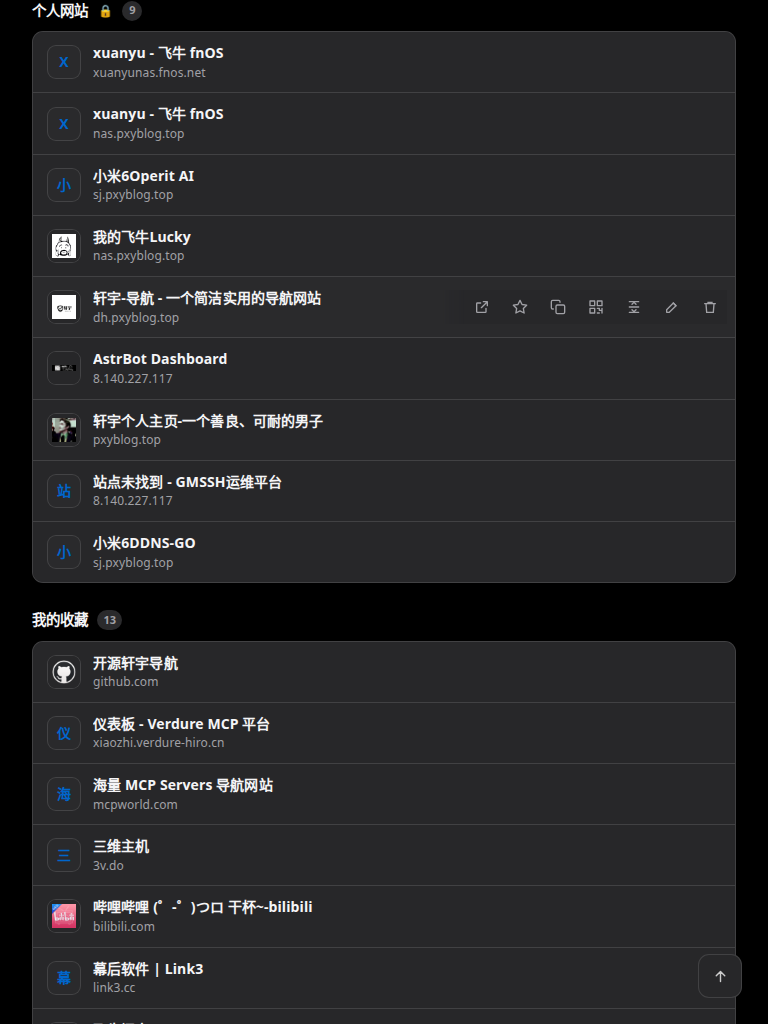 个人网站 🔒 9
X
xuanyu - 飞牛 fnOS
xuanyunas.fnos.net
X
xuanyu - 飞牛 fnOS
nas.pxyblog.top
小
小米6Operit AI
sj.pxyblog.top
我的飞牛Lucky
nas.pxyblog.top
轩宇-导航 - 一个简洁实用的导航网站
dh.pxyblog.top
AstrBot Dashboard
8.140.227.117
轩宇个人主页-一个善良、可耐的男子
pxyblog.top
站
站点未找到 - GMSSH运维平台
8.140.227.117
小
小米6DDNS-GO
sj.pxyblog.top
我的收藏 13
开源轩宇导航
github.com
仪
仪表板 - Verdure MCP 平台
xiaozhi.verdure-hiro.cn
海
海量 MCP Servers 导航网站
mcpworld.com
三
三维主机
3v.do
哔哩哔哩 (゜-゜)つロ 干杯~-bilibili
bilibili.com
幕
幕后软件 | Link3
link3.cc